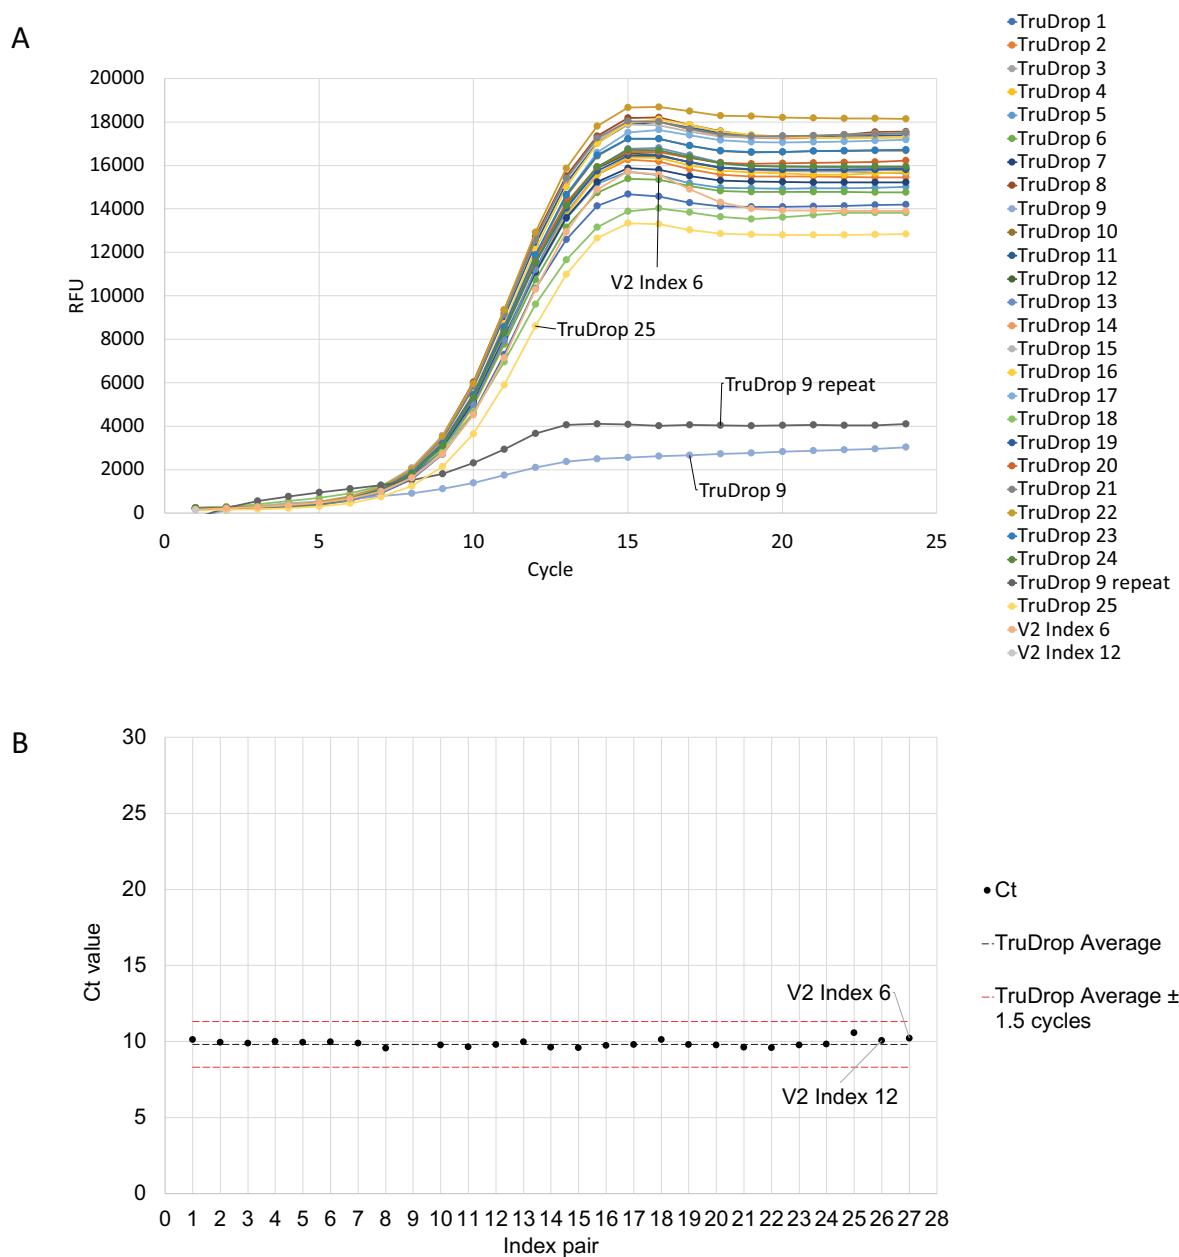 A
TruDrop 1
TruDrop 2
TruDrop 3
TruDrop 4
TruDrop 5
TruDrop 6
TruDrop 7
TruDrop 8
TruDrop 9
TruDrop 10
TruDrop 11
TruDrop 12
TruDrop 13
TruDrop 14
TruDrop 15
TruDrop 16
TruDrop 17
TruDrop 18
TruDrop 19
TruDrop 20
TruDrop 21
TruDrop 22
TruDrop 23
TruDrop 24
TruDrop 9 repeat
TruDrop 25
V2 Index 6
V2 Index 12
20000
18000
16000
14000
12000
10000
8000
6000
4000
2000
0
RFU
V2 Index 6
TruDrop 25
TruDrop 9 repeat
TruDrop 9
0 5 10 15 20 25
Cycle
B
30
25
20
15
10
5
0
Ct value
V2 Index 6
V2 Index 12
Ct
TruDrop Average
TruDrop Average ±
1.5 cycles
0 1 2 3 4 5 6 7 8 9 10 11 12 13 14 15 16 17 18 19 20 21 22 23 24 25 26 27 28
Index pair